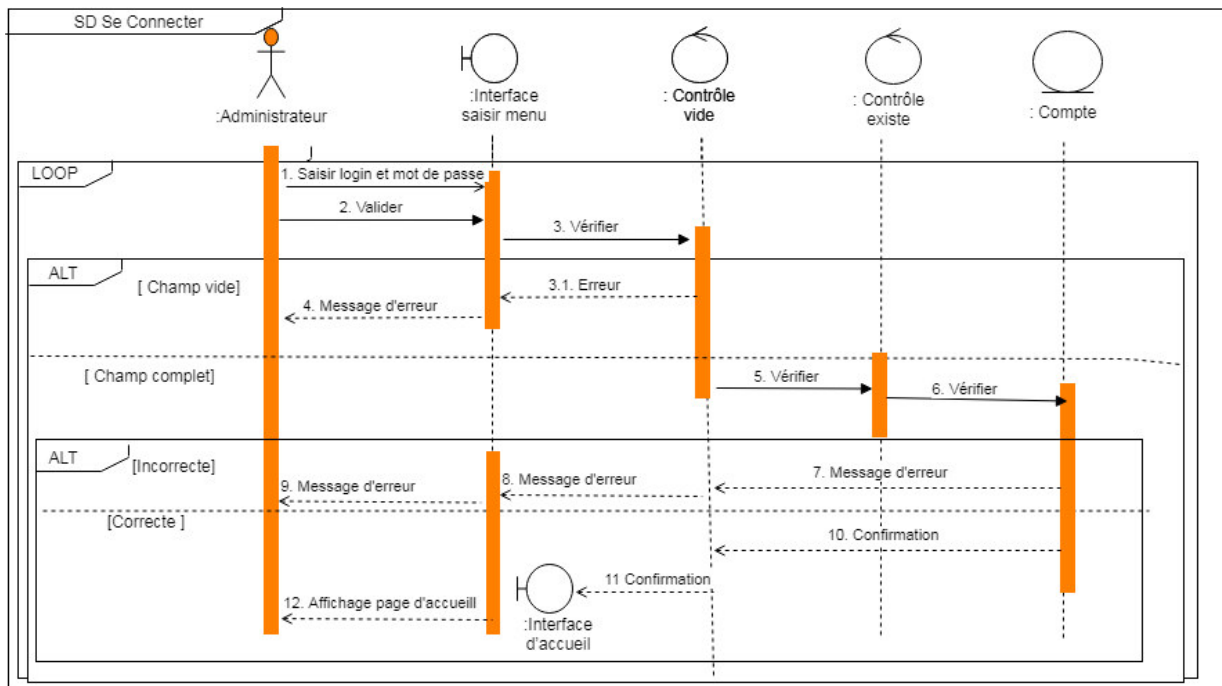 SD Se Connecter
:Administrateur
:Interface
saisir menu
: Contrôle
vide
: Contrôle
existe
: Compte
LOOP
1. Saisir login et mot de passe
2. Valider
3. Vérifier
ALT
[ Champ vide]
3.1. Erreur
4. Message d'erreur
[ Champ complet]
5. Vérifier
6. Vérifier
ALT
[Incorrecte]
7. Message d'erreur
8. Message d'erreur
9. Message d'erreur
[Correcte ]
10. Confirmation
11 Confirmation
12. Affichage page d'accueill
:Interface
d'accueil